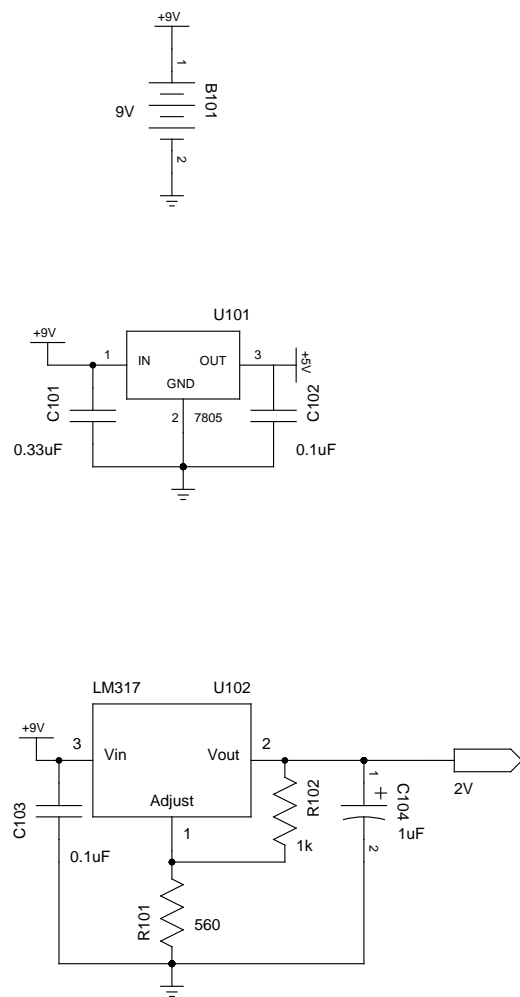 +9V
1
B101
9V
2
U101
+9V
1
IN
OUT
3
+5V
GND
C101
2
7805
C102
0.33uF
0.1uF
LM317
U102
+9V
3
Vin
Vout
2
2V
C103
Adjust
R102
1
C104
0.1uF
1
1k
1uF
2
R101
560